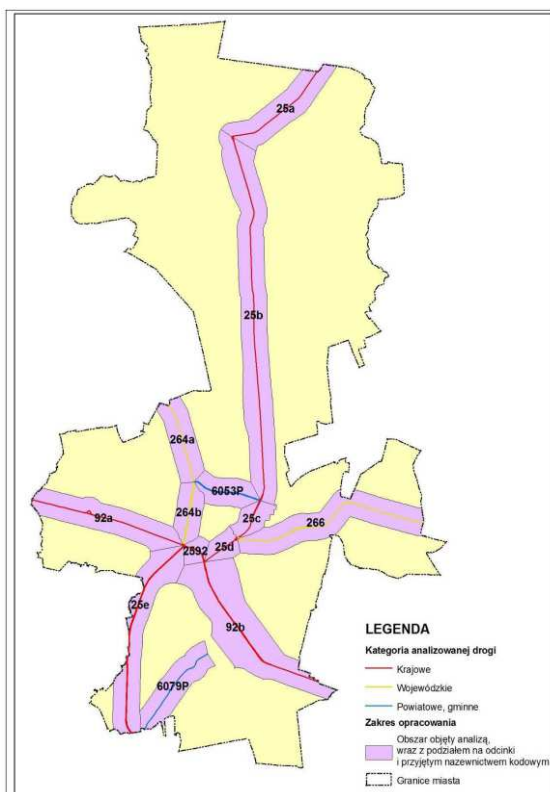 25a
25b
264a
6053P
264b
25c
92a
266
2592
25d
25e
92b
6079P
LEGENDA
Kategoria analizowanej drogi
Krajowe
Wojewódzkie
Powiatowe, gminne
Zakres opracowania
Obszar objęty analizą,
wraz z podziałem na odcinki
i przyjętym nazewnictwem kodowym
Granice miasta